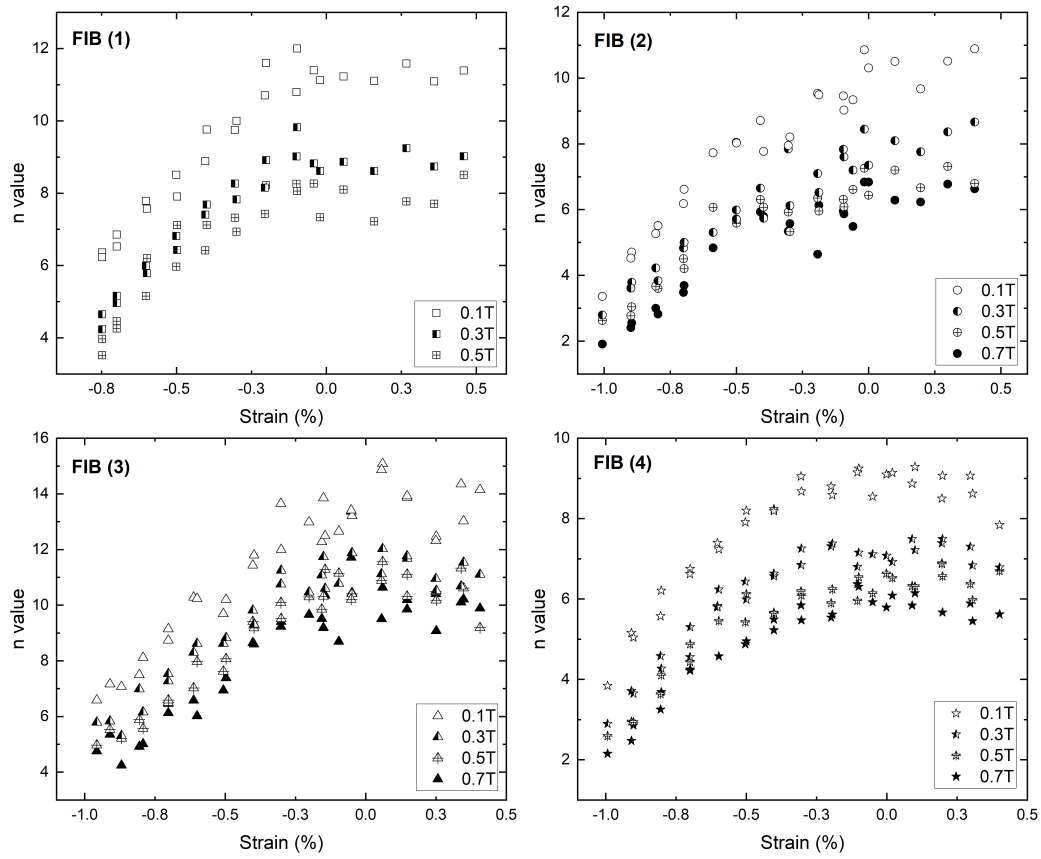 FIB (1)
n value
12
10
8
6
4
0.1T
0.3T
0.5T
-0.8 -0.5 -0.3 0.0 0.3 0.5
Strain (%)
FIB (2)
n value
12
10
8
6
4
2
0.1T
0.3T
0.5T
0.7T
-1.0 -0.8 -0.5 -0.3 0.0 0.3 0.5
Strain (%)
FIB (3)
n value
16
14
12
10
8
6
4
0.1T
0.3T
0.5T
0.7T
-1.0 -0.8 -0.5 -0.3 0.0 0.3 0.5
Strain (%)
FIB (4)
n value
10
8
6
4
2
0.1T
0.3T
0.5T
0.7T
-1.0 -0.8 -0.5 -0.3 0.0 0.3 0.5
Strain (%)